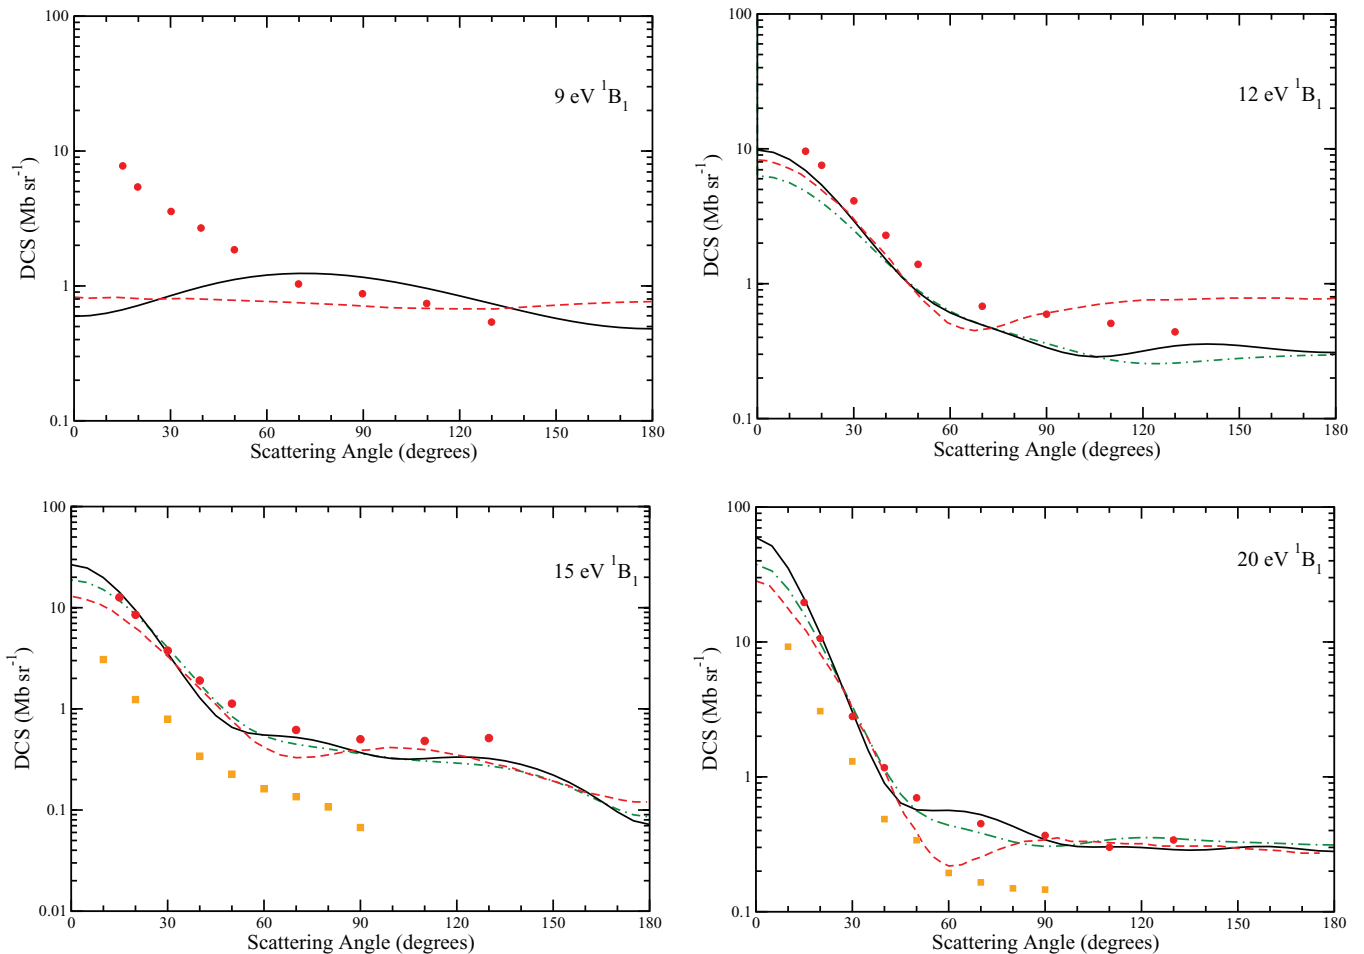 100
10
1
0.1
DCS (Mb sr⁻¹)
9 eV ¹B₁
0 30 60 90 120 150 180
Scattering Angle (degrees)
100
10
1
0.1
DCS (Mb sr⁻¹)
12 eV ¹B₁
0 30 60 90 120 150 180
Scattering Angle (degrees)
100
10
1
0.1
0.01
DCS (Mb sr⁻¹)
15 eV ¹B₁
0 30 60 90 120 150 180
Scattering Angle (degrees)
100
10
1
0.1
DCS (Mb sr⁻¹)
20 eV ¹B₁
0 30 60 90 120 150 180
Scattering Angle (degrees)